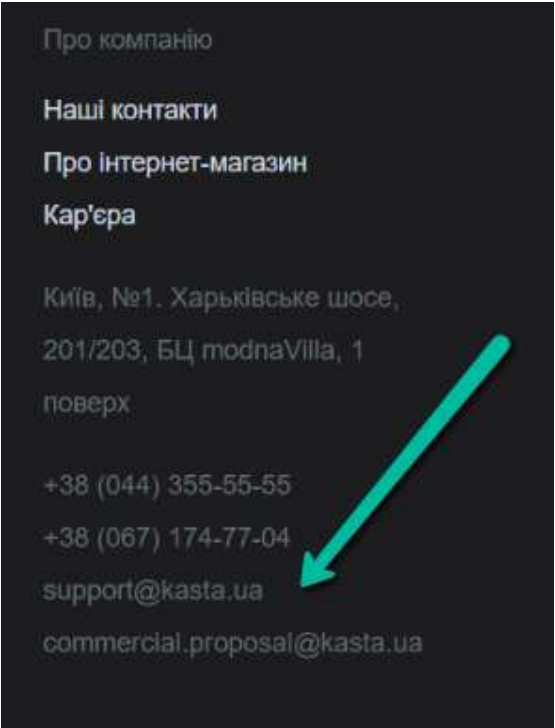 Про компанію
Наші контакти
Про інтернет-магазин
Кар'єра
Київ, №1. Харьківське шосе,
201/203, БЦ modnaVilla, 1
поверх
+38 (044) 355-55-55
+38 (067) 174-77-04
support@kasta.ua
commercial.proposal@kasta.ua